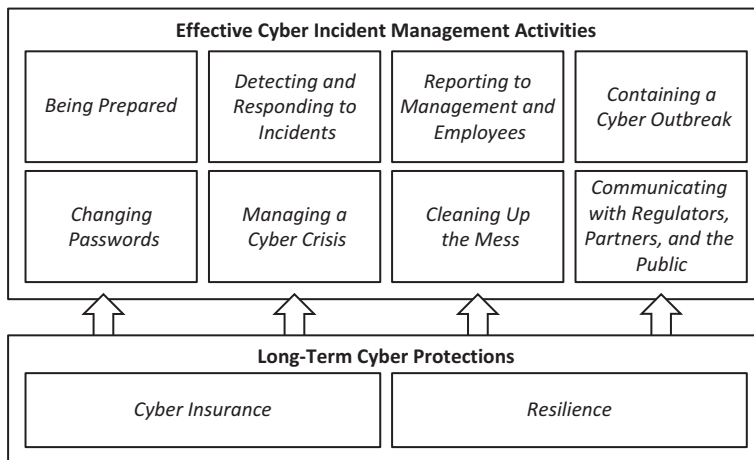 Effective Cyber Incident Management Activities
Being Prepared
Detecting and
Responding to
Incidents
Reporting to
Management and
Employees
Containing a
Cyber Outbreak
Changing
Passwords
Managing a
Cyber Crisis
Cleaning Up
the Mess
Communicating
with Regulators,
Partners, and the
Public
Long-Term Cyber Protections
Cyber Insurance
Resilience